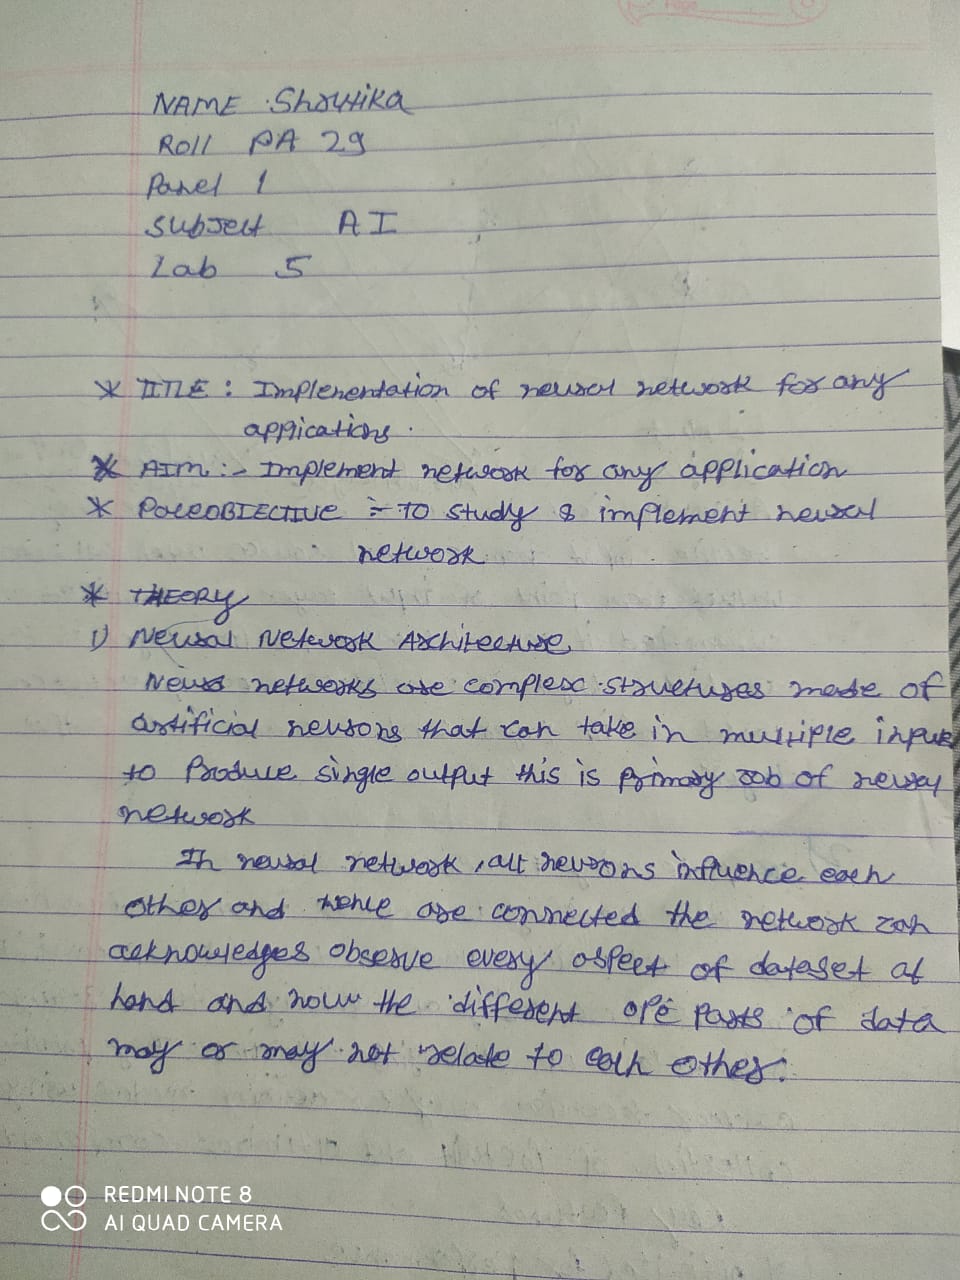 NAME Shrutika
Roll PA 29
Panel 1
Subject AI
Lab 5
* TITLE : Implementation of neural network for any
applications.
* AIM :- Implement network for any application
* OBJECTIVE :- To study & implement neural
network
* THEORY
1) Neural Network Architecture
Neural networks are complex structures made of
artificial neurons that can take in multiple input
to produce single output this is primary job of neural
network
In neural network, all neurons influence each
other and hence are connected the network can
acknowledges observe every aspect of dataset at
hand and how the different parts of data
may or may not relate to each other.
REDMI NOTE 8
AI QUAD CAMERA